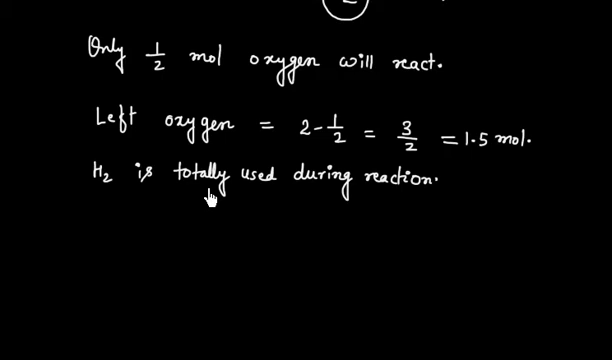 2
Only 1/2 mol oxygen will react.
Left oxygen = 2 - 1/2 = 3/2 = 1.5 mol.
H₂ is totally used during reaction.